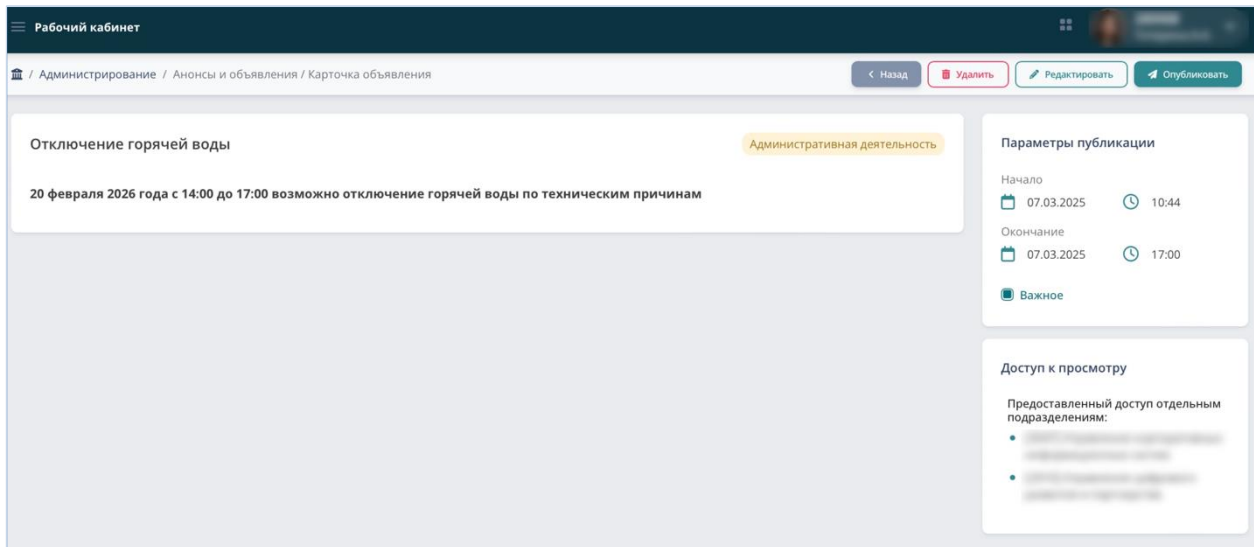 Рабочий кабинет
/ Администрирование / Анонсы и объявления / Карточка объявления
Назад
Удалить
Редактировать
Опубликовать
Отключение горячей воды
Административная деятельность
20 февраля 2026 года с 14:00 до 17:00 возможно отключение горячей воды по техническим причинам
Параметры публикации
Начало
07.03.2025 10:44
Окончание
07.03.2025 17:00
Важное
Доступ к просмотру
Предоставленный доступ отдельным
подразделениям: